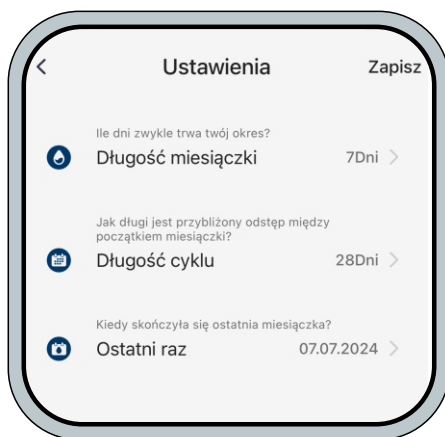 Ustawienia
Zapisz
Ile dni zwykle trwa twój okres?
Długość miesiączki 7Dni
Jak długi jest przybliżony odstęp między
początkiem miesiączki?
Długość cyklu 28Dni
Kiedy skończyła się ostatnia miesiączka?
Ostatni raz 07.07.2024